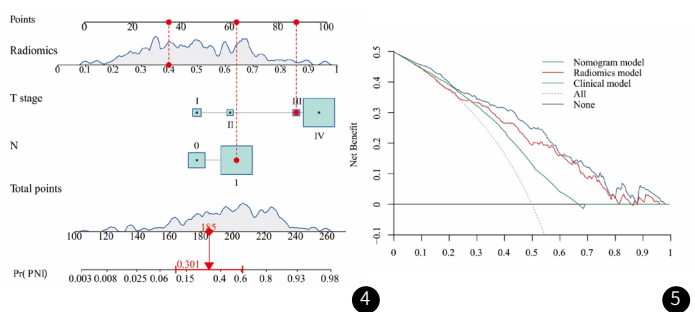 Points
0 20 40 60 80 100
Radiomics
0 0.1 0.2 0.3 0.4 0.5 0.6 0.7 0.8 0.9 1
T stage
I III
II
IV
N
0
1
Total points
185
100 120 140 160 180 200 220 240 260
0.301
Pr( PNI)
0.003 0.008 0.025 0.06 0.15 0.4 0.6 0.8 0.93 0.98
4
Net Benefit
0.5
0.4
0.3
0.2
0.1
0
−0.1
Nomogram model
Radiomics model
Clinical model
All
None
0 0.1 0.2 0.3 0.4 0.5 0.6 0.7 0.8 0.9 1
5